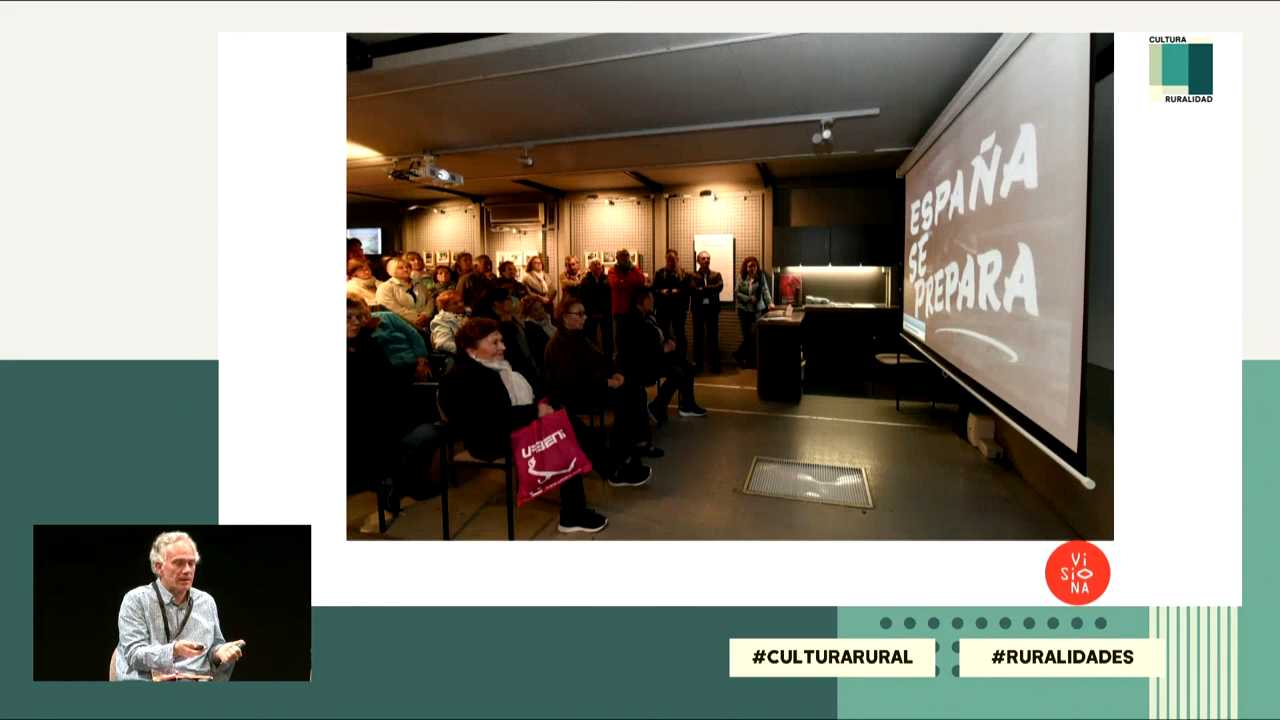 CULTURA
RURALIDAD
ESPAÑA
SE
PREPARA
Vi
SiO
NA
#CULTURARURAL
#RURALIDADES